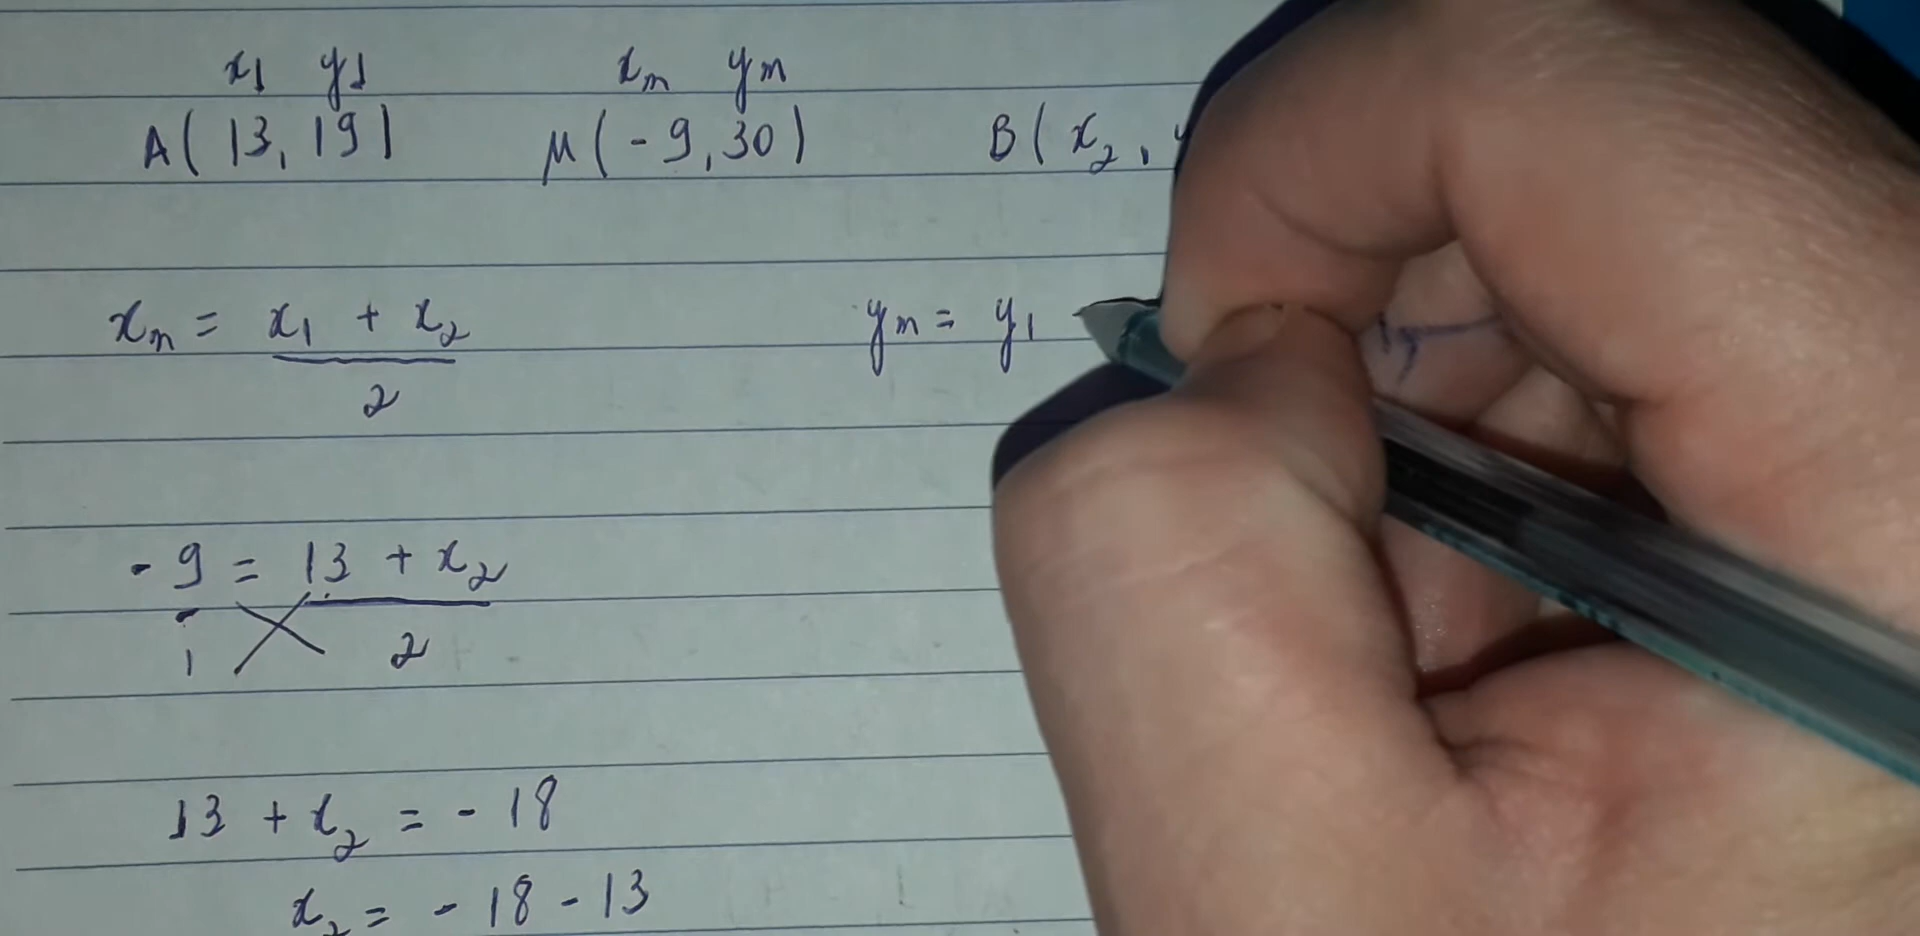 x₁ y₁ xₘ yₘ
A( 13, 19) M( -9, 30) B( x₂,
xₘ = x₁ + x₂ yₘ = y₁
2
-9 = 13 + x₂
1 2
13 + x₂ = -18
x₂ = -18 - 13